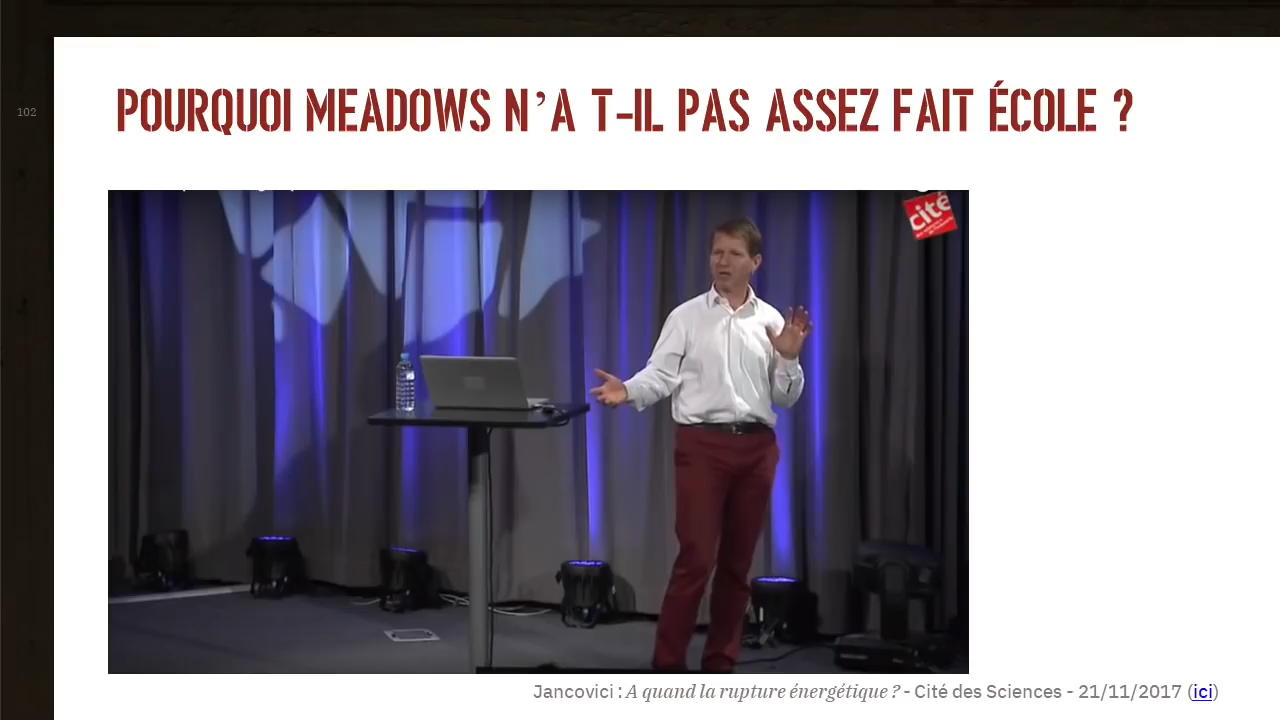 102
POURQUOI MEADOWS N’A T-IL PAS ASSEZ FAIT ÉCOLE ?
cité
Jancovici : A quand la rupture énergétique ? - Cité des Sciences - 21/11/2017 (ici)